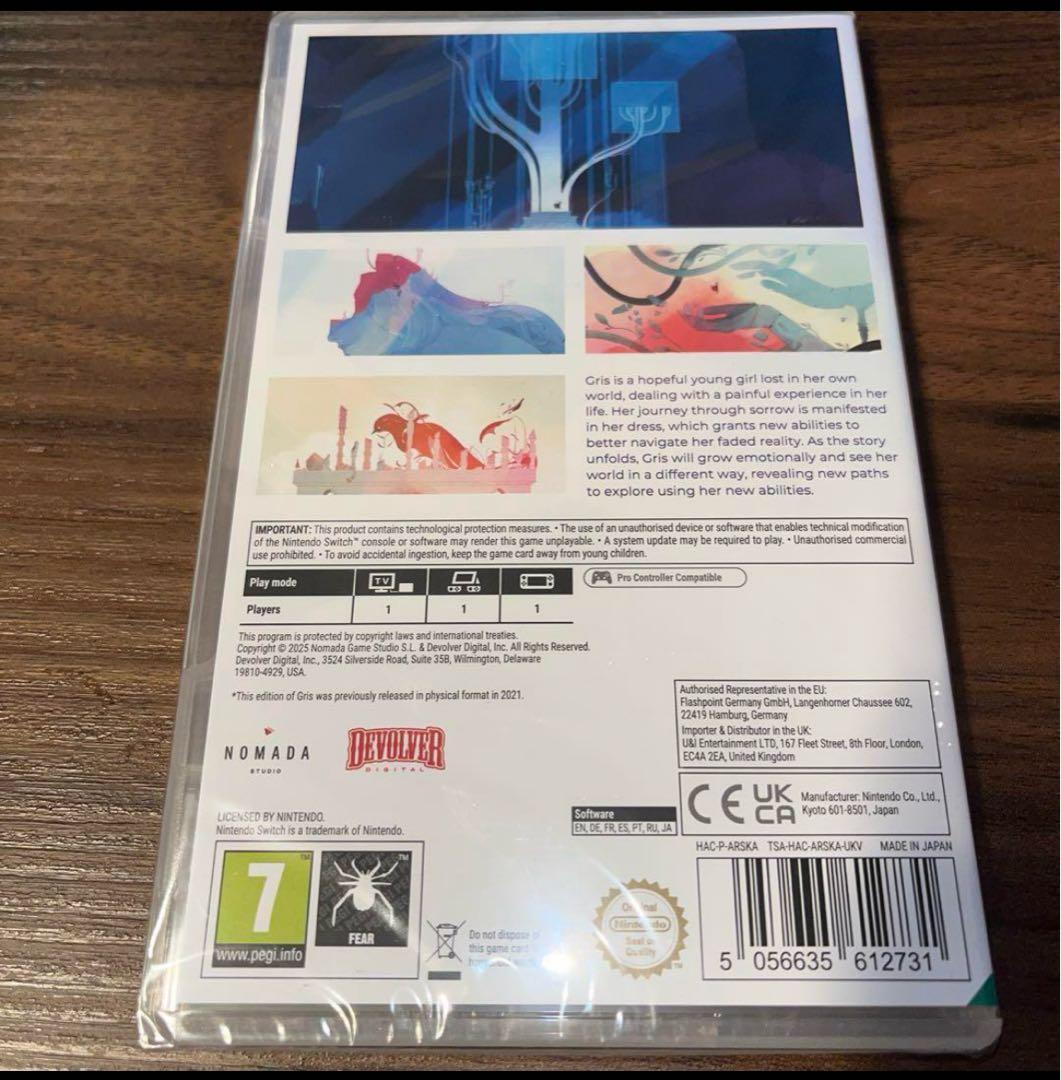 Gris is a hopeful young girl lost in her own
world, dealing with a painful experience in her
life. Her journey through sorrow is manifested
in her dress, which grants new abilities to
better navigate her faded reality. As the story
unfolds, Gris will grow emotionally and see her
world in a different way, revealing new paths
to explore using her new abilities.
IMPORTANT: This product contains technological protection measures. • The use of an unauthorised device or software that enables technical modification
of the Nintendo Switch™ console or software may render this game unplayable. • A system update may be required to play. • Unauthorised commercial
use prohibited. • To avoid accidental ingestion, keep the game card away from young children.
Play mode
TV
Pro Controller Compatible
Players 1 1 1
This program is protected by copyright laws and international treaties.
Copyright © 2025 Nomada Game Studio S.L. & Devolver Digital, Inc. All Rights Reserved.
Devolver Digital, Inc., 3524 Silverside Road, Suite 35B, Wilmington, Delaware
19810-4929, USA.
*This edition of Gris was previously released in physical format in 2021.
Authorised Representative in the EU:
Flashpoint Germany GmbH, Langenhorner Chaussee 602,
22419 Hamburg, Germany
Importer & Distributor in the UK:
U&I Entertainment LTD, 167 Fleet Street, 8th Floor, London,
EC4A 2EA, United Kingdom
NOMADA
STUDIO
DEVOLVER
DIGITAL
CE UK
CA
Manufacturer: Nintendo Co., Ltd.,
Kyoto 601-8501, Japan
LICENSED BY NINTENDO.
Nintendo Switch is a trademark of Nintendo.
Software
EN, DE, FR, ES, PT, RU, JA
HAC-P-ARSKA TSA-HAC-ARSKA-UKV MADE IN JAPAN
7 ™
www.pegi.info
™
FEAR
Do not dispose
this game card
Nintendo
Seal of
Quality
™
5 056635 612731